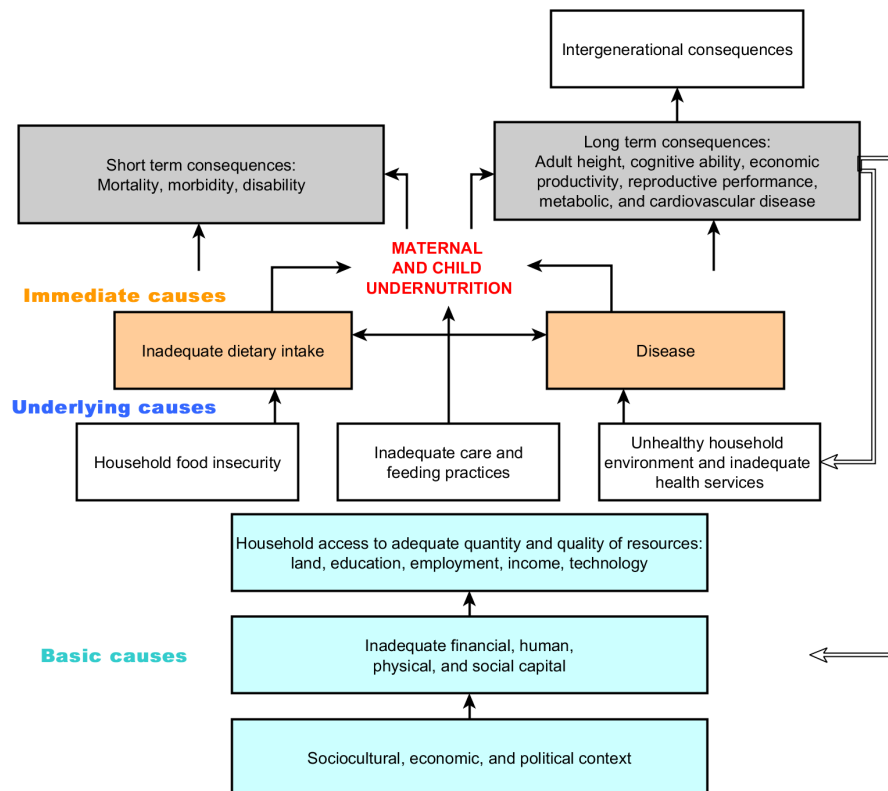 Intergenerational consequences
Short term consequences:
Mortality, morbidity, disability
Long term consequences:
Adult height, cognitive ability, economic
productivity, reproductive performance,
metabolic, and cardiovascular disease
MATERNAL
AND CHILD
UNDERNUTRITION
Immediate causes
Inadequate dietary intake
Disease
Underlying causes
Household food insecurity
Inadequate care and
feeding practices
Unhealthy household
environment and inadequate
health services
Household access to adequate quantity and quality of resources:
land, education, employment, income, technology
Basic causes
Inadequate financial, human,
physical, and social capital
Sociocultural, economic, and political context